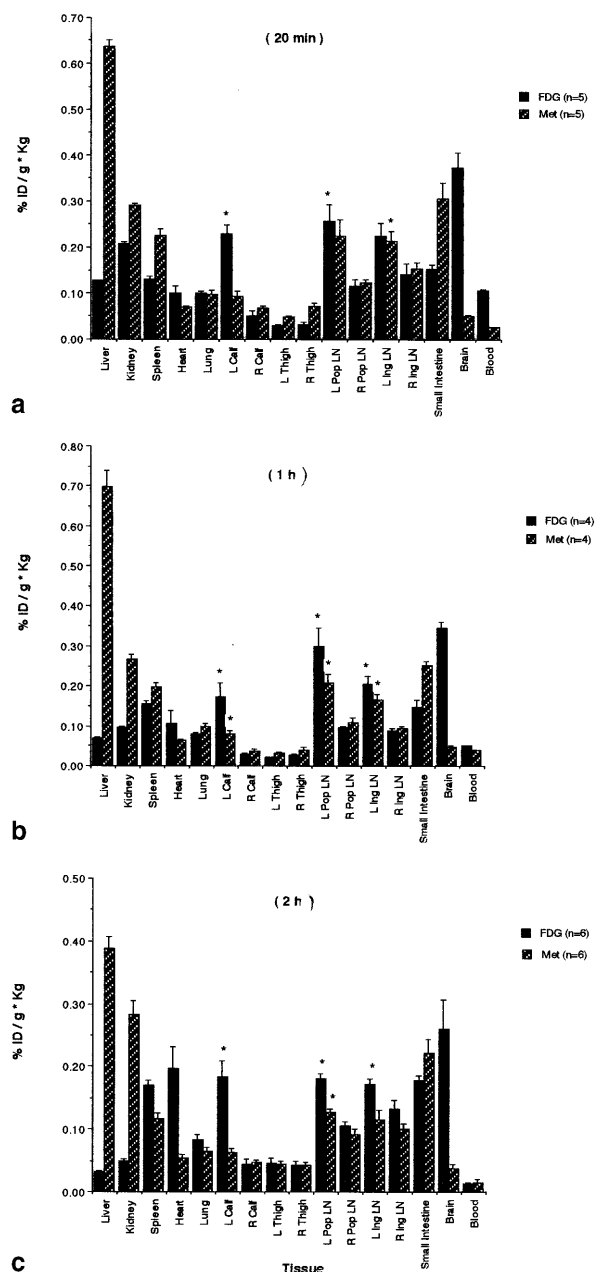 ( 20 min )
0.70
0.60
0.50
0.40
0.30
0.20
0.10
0.00
% ID / g * Kg
FDG (n=5)
Met (n=5)
*
*
*
Liver
Kidney
Spleen
Heart
Lung
L Calf
R Calf
L Thigh
R Thigh
L Pop LN
R Pop LN
L Ing LN
R Ing LN
Small Intestine
Brain
Blood
a
( 1 h )
0.80
0.70
0.60
0.50
0.40
0.30
0.20
0.10
0.00
% ID / g * Kg
FDG (n=4)
Met (n=4)
*
*
*
*
*
*
Liver
Kidney
Spleen
Heart
Lung
L Calf
R Calf
L Thigh
R Thigh
L Pop LN
R Pop LN
L Ing LN
R Ing LN
Small Intestine
Brain
Blood
b
( 2 h )
0.50
0.40
0.30
0.20
0.10
0.00
% ID / g * Kg
FDG (n=6)
Met (n=6)
*
*
*
*
Liver
Kidney
Spleen
Heart
Lung
L Calf
R Calf
L Thigh
R Thigh
L Pop LN
R Pop LN
L Ing LN
R Ing LN
Small Intestine
Brain
Blood
c
Tissue